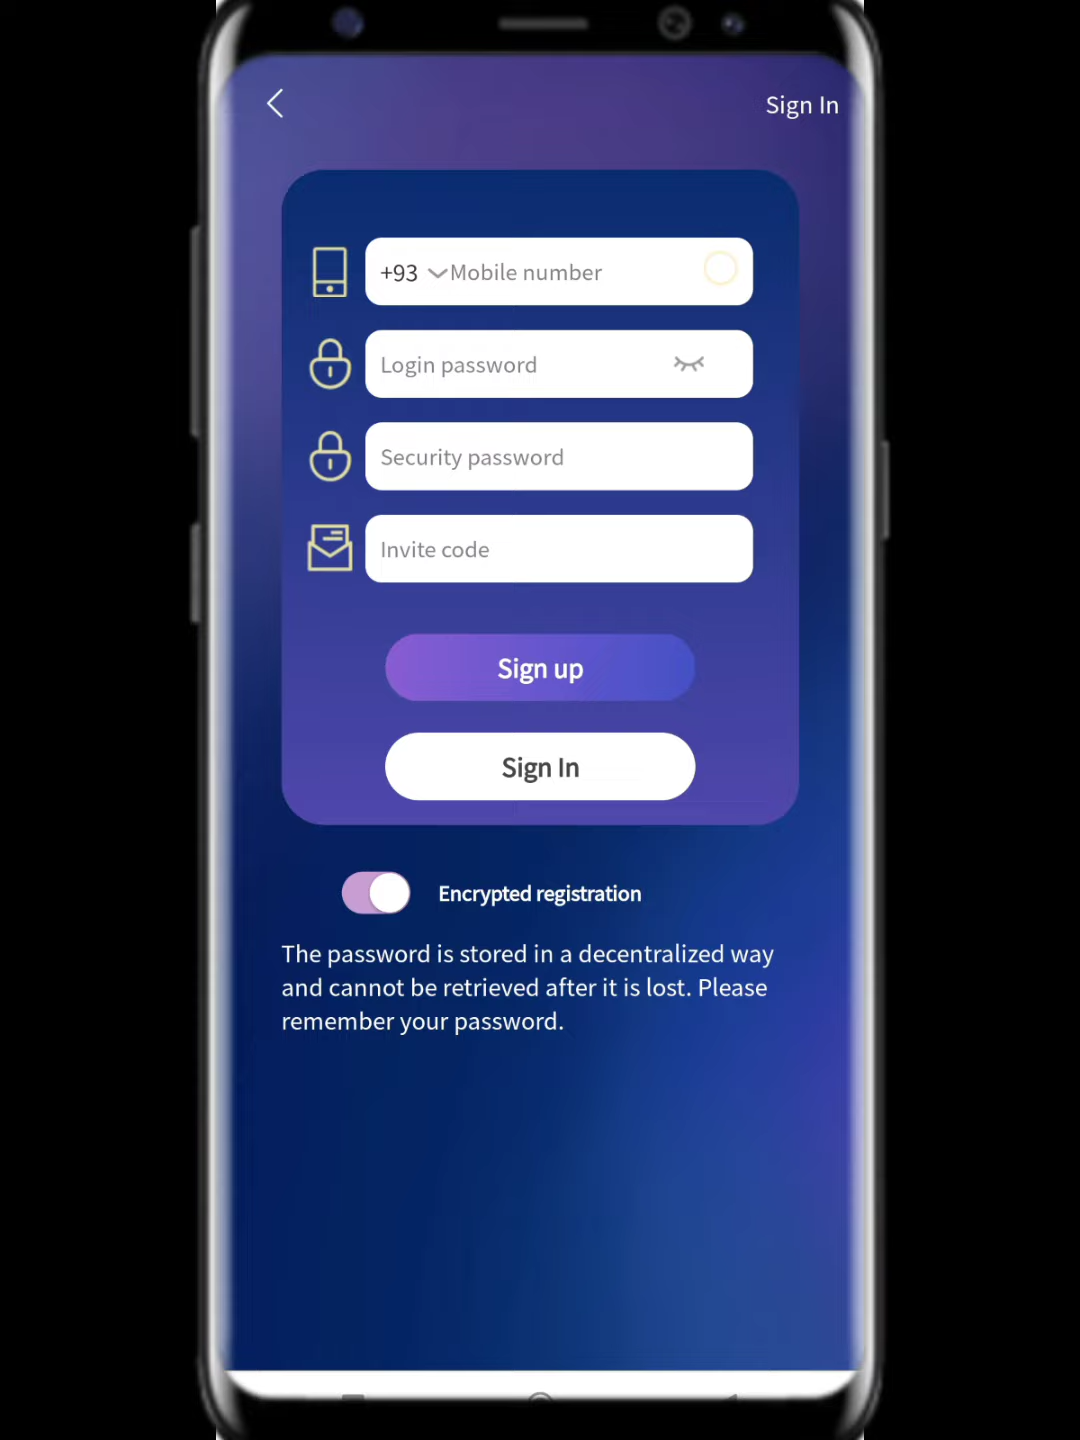 Sign In
+93 Mobile number
Login password
Security password
Invite code
Sign up
Sign In
Encrypted registration
The password is stored in a decentralized way
and cannot be retrieved after it is lost. Please
remember your password.